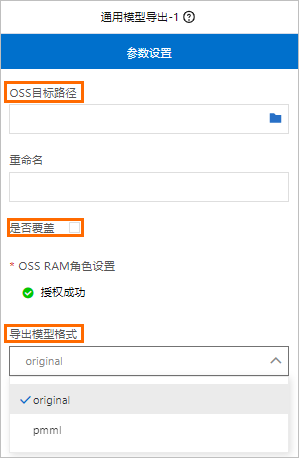 通用模型导出-1
参数设置
OSS目标路径
重命名
是否覆盖
* OSS RAM角色设置
授权成功
导出模型格式
original
original
pmml